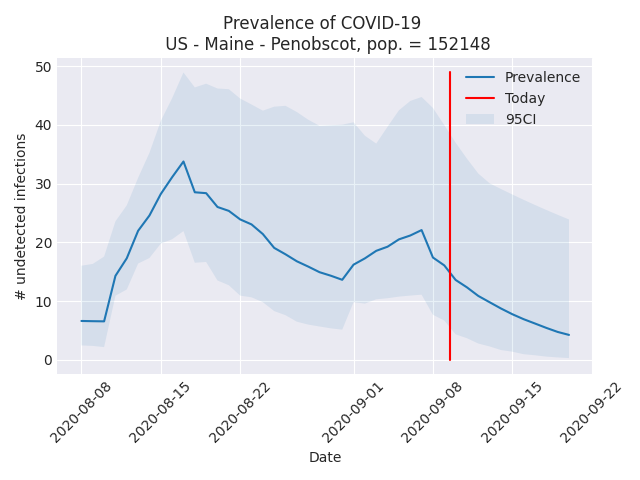 Prevalence of COVID-19
US - Maine - Penobscot, pop. = 152148
50
40
30
20
10
0
# undetected infections
Prevalence
Today
95CI
2020-08-08
2020-08-15
2020-08-22
2020-09-01
2020-09-08
2020-09-15
2020-09-22
Date